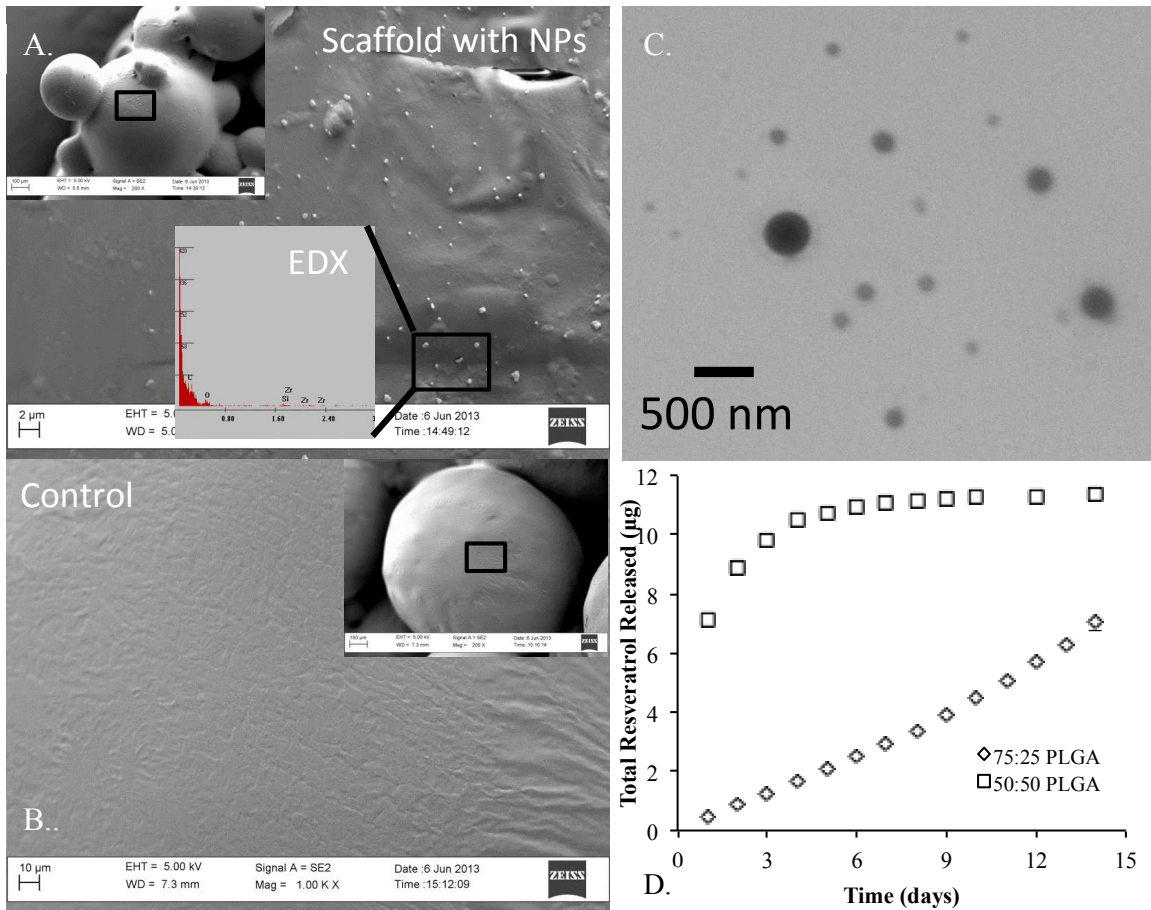 A.
Scaffold with NPs
100 µm
EHT = 5.00 kV
Signal A = SE2
Date :6 Jun 2013
WD = 5.0 mm
Mag = 200 X
Time :14:39:13
ZEISS
EDX
C
O
Zr
Si
Zr
Zr
0.80
1.60
2.40
3
2 µm
EHT = 5.0
WD = 5.0
Date :6 Jun 2013
Time :14:49:12
ZEISS
Control
100 µm
EHT = 5.00 kV
Signal A = SE2
Date :6 Jun 2013
WD = 7.3 mm
Mag = 200 X
ZEISS
B..
10 µm
EHT = 5.00 kV
Signal A = SE2
Date :6 Jun 2013
WD = 7.3 mm
Mag = 1.00 K X
Time :15:12:09
ZEISS
C.
500 nm
Total Resveratrol Released (µg)
12
10
8
6
4
2
0
75:25 PLGA
50:50 PLGA
0
3
6
9
12
15
D.
Time (days)